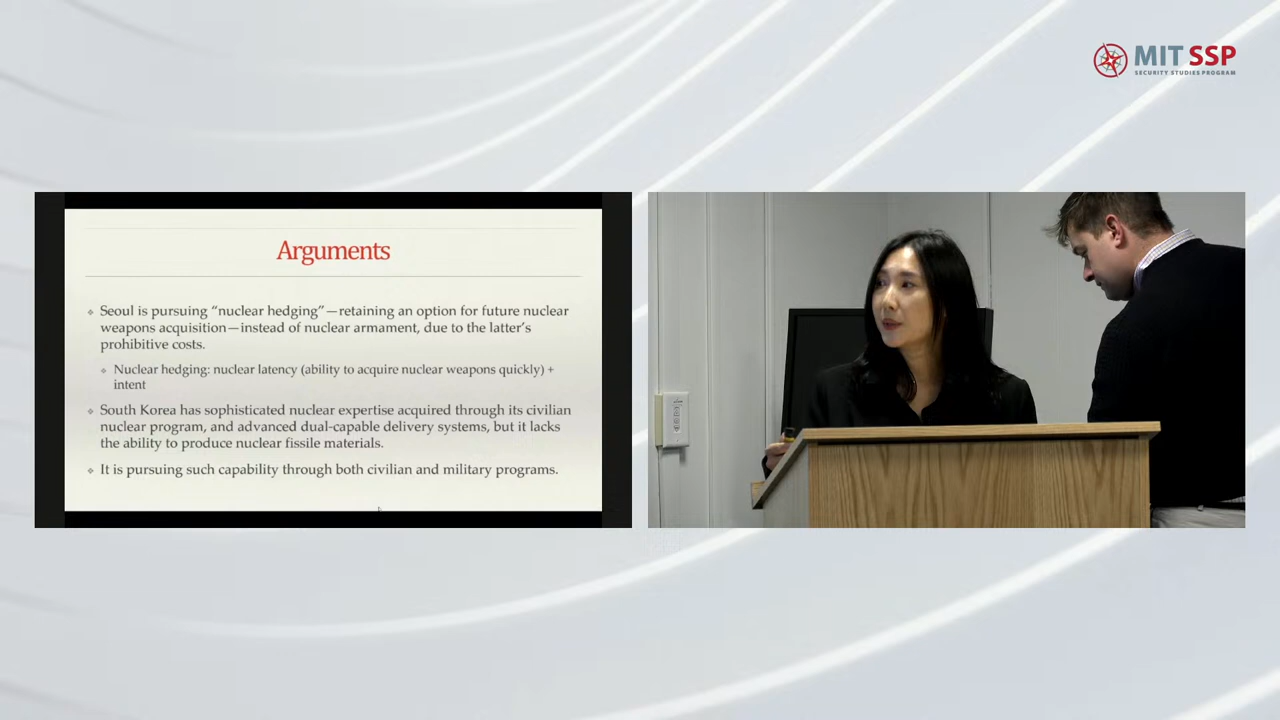 MIT SSP
SECURITY STUDIES PROGRAM
Arguments
Seoul is pursuing “nuclear hedging”—retaining an option for future nuclear
weapons acquisition—instead of nuclear armament, due to the latter’s
prohibitive costs.
Nuclear hedging: nuclear latency (ability to acquire nuclear weapons quickly) +
intent
South Korea has sophisticated nuclear expertise acquired through its civilian
nuclear program, and advanced dual-capable delivery systems, but it lacks
the ability to produce nuclear fissile materials.
It is pursuing such capability through both civilian and military programs.